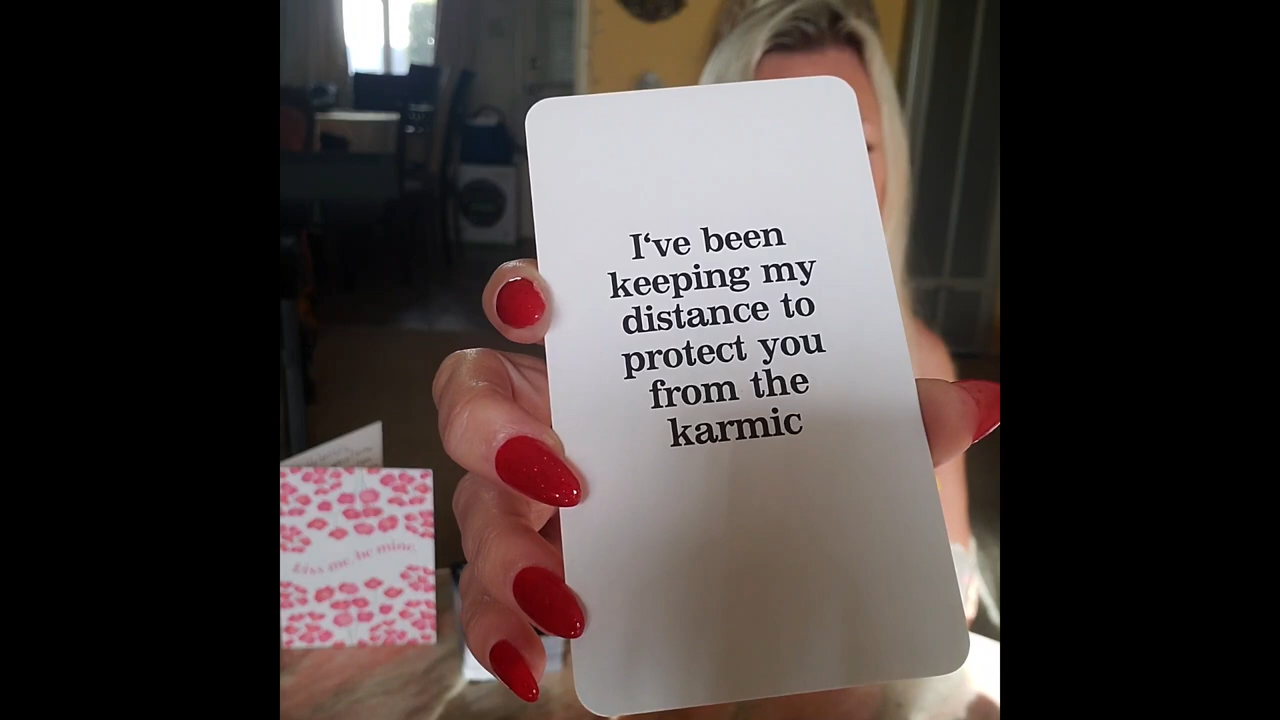 I‘ve been
keeping my
distance to
protect you
from the
karmic
kiss me, be mine.